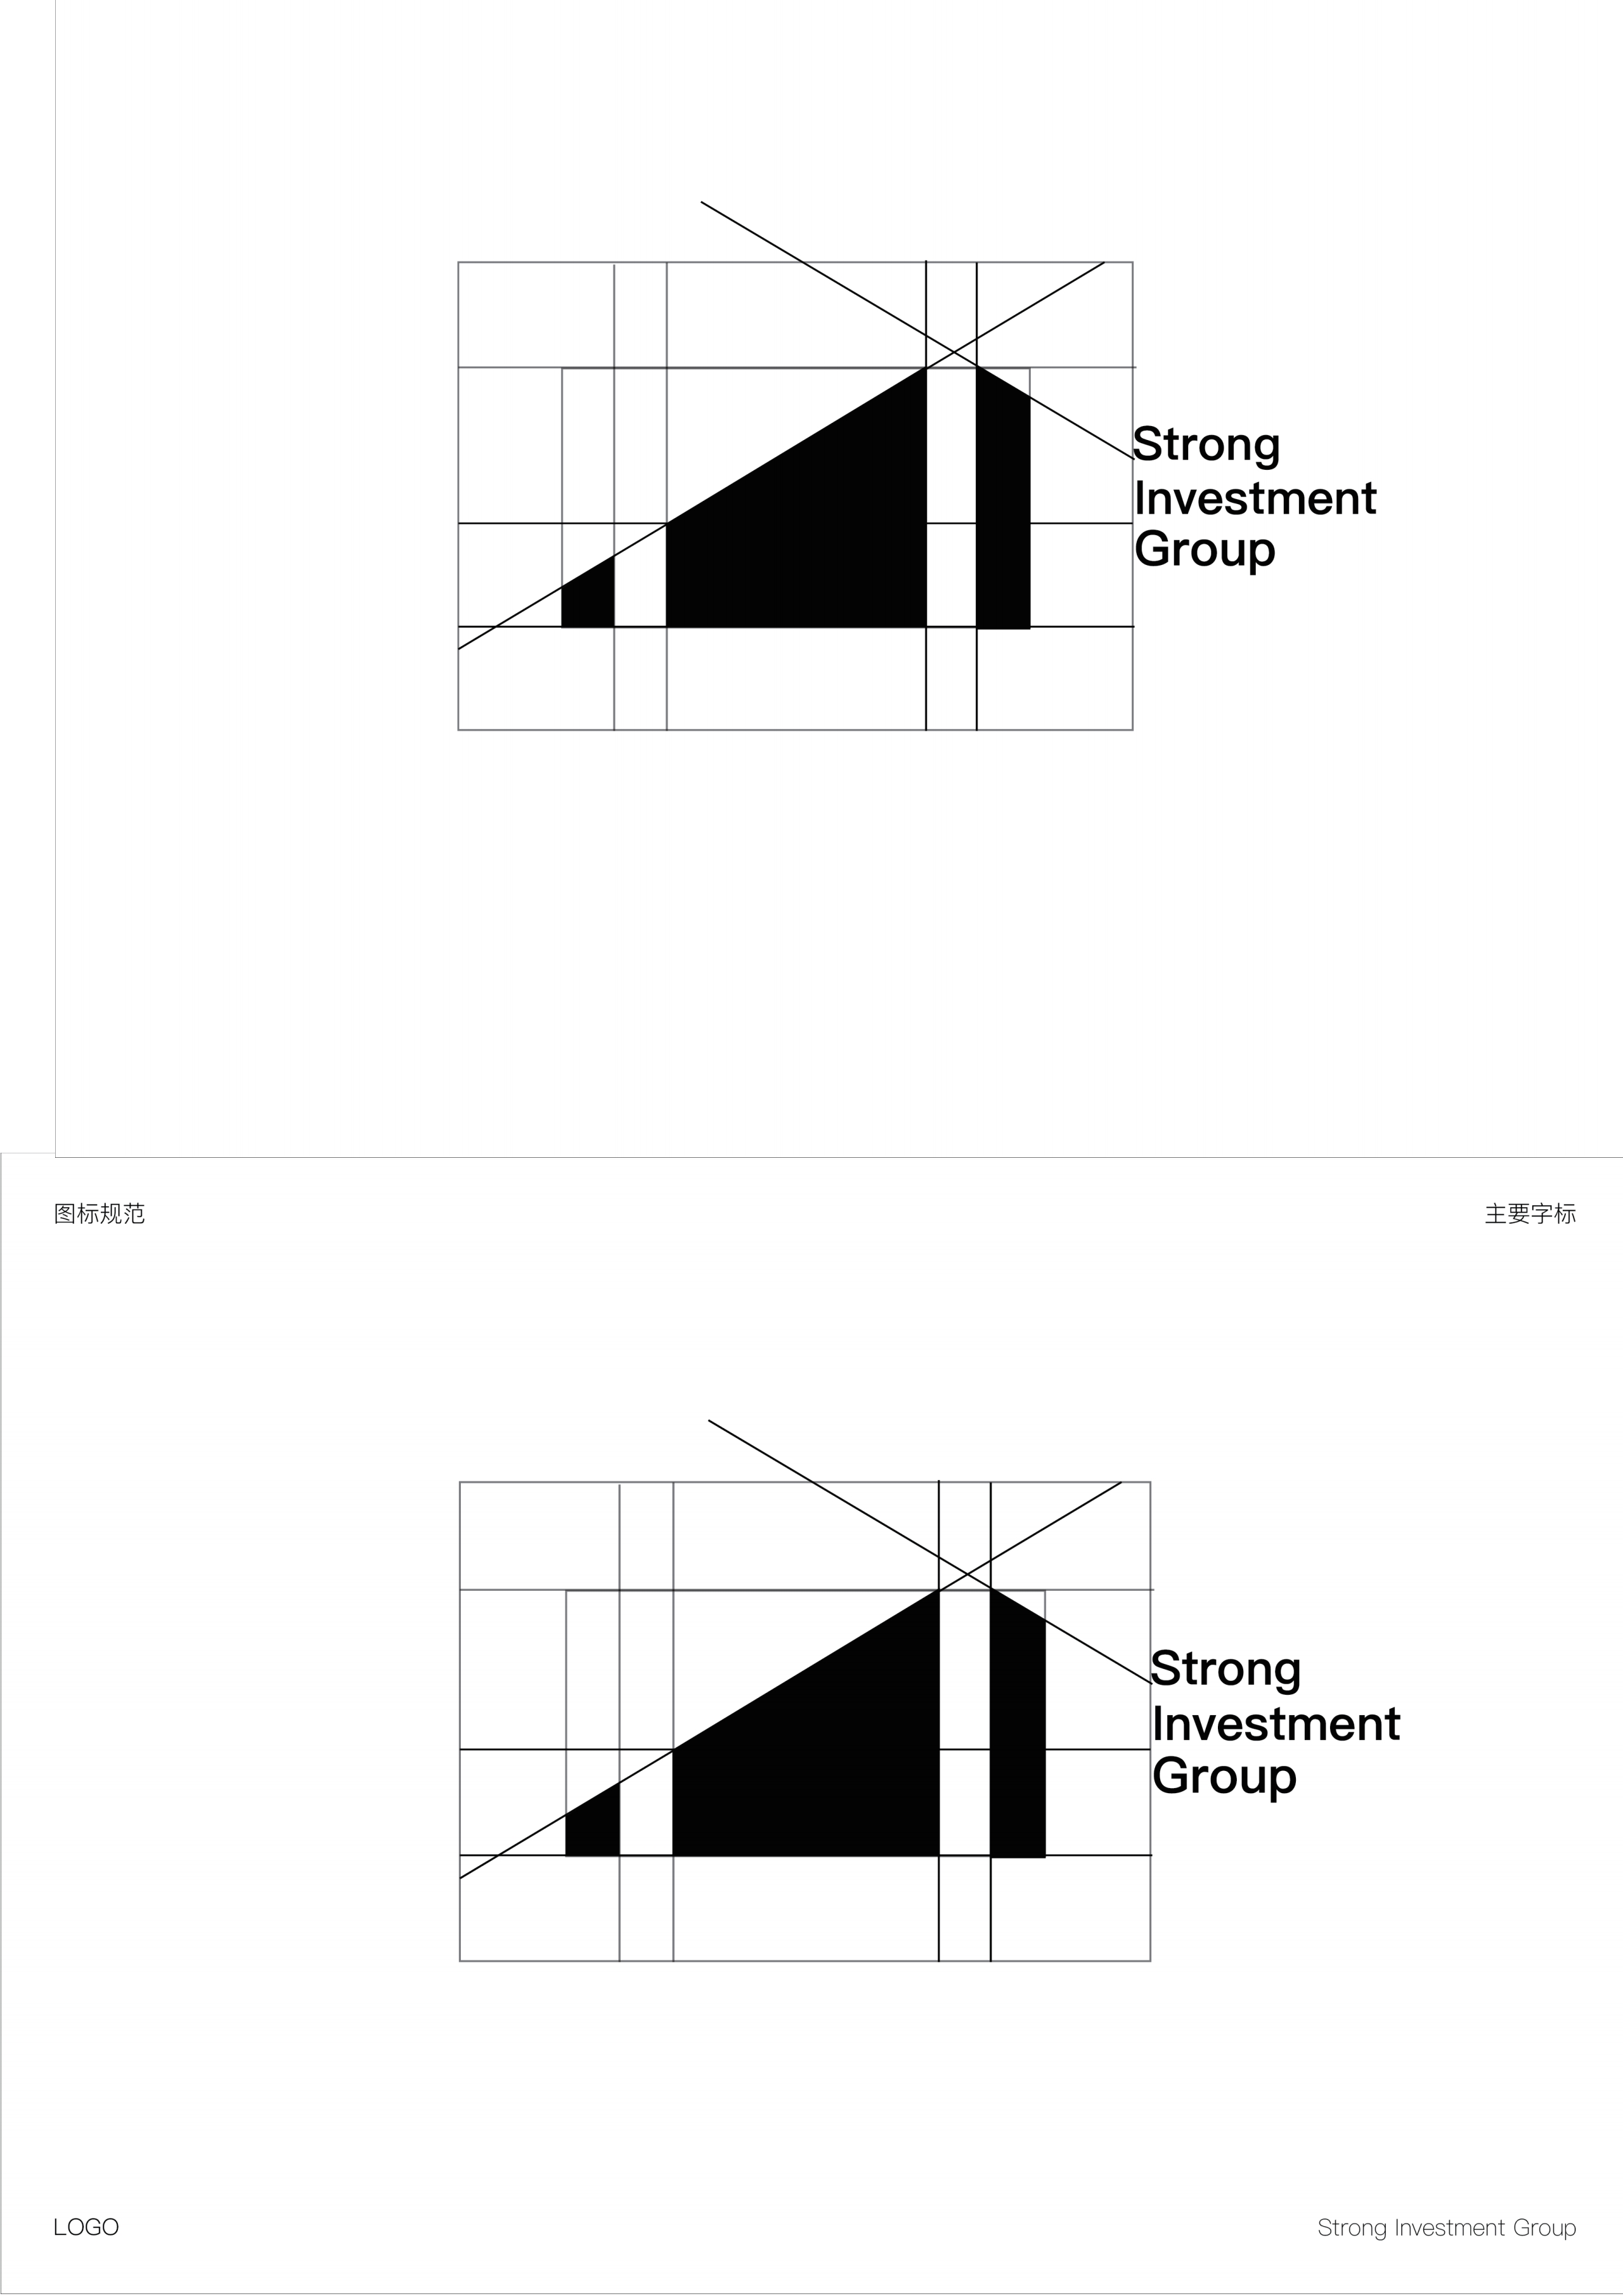 Strong
Investment
Group
图标规范
主要字标
Strong
Investment
Group
LOGO
Strong Investment Group